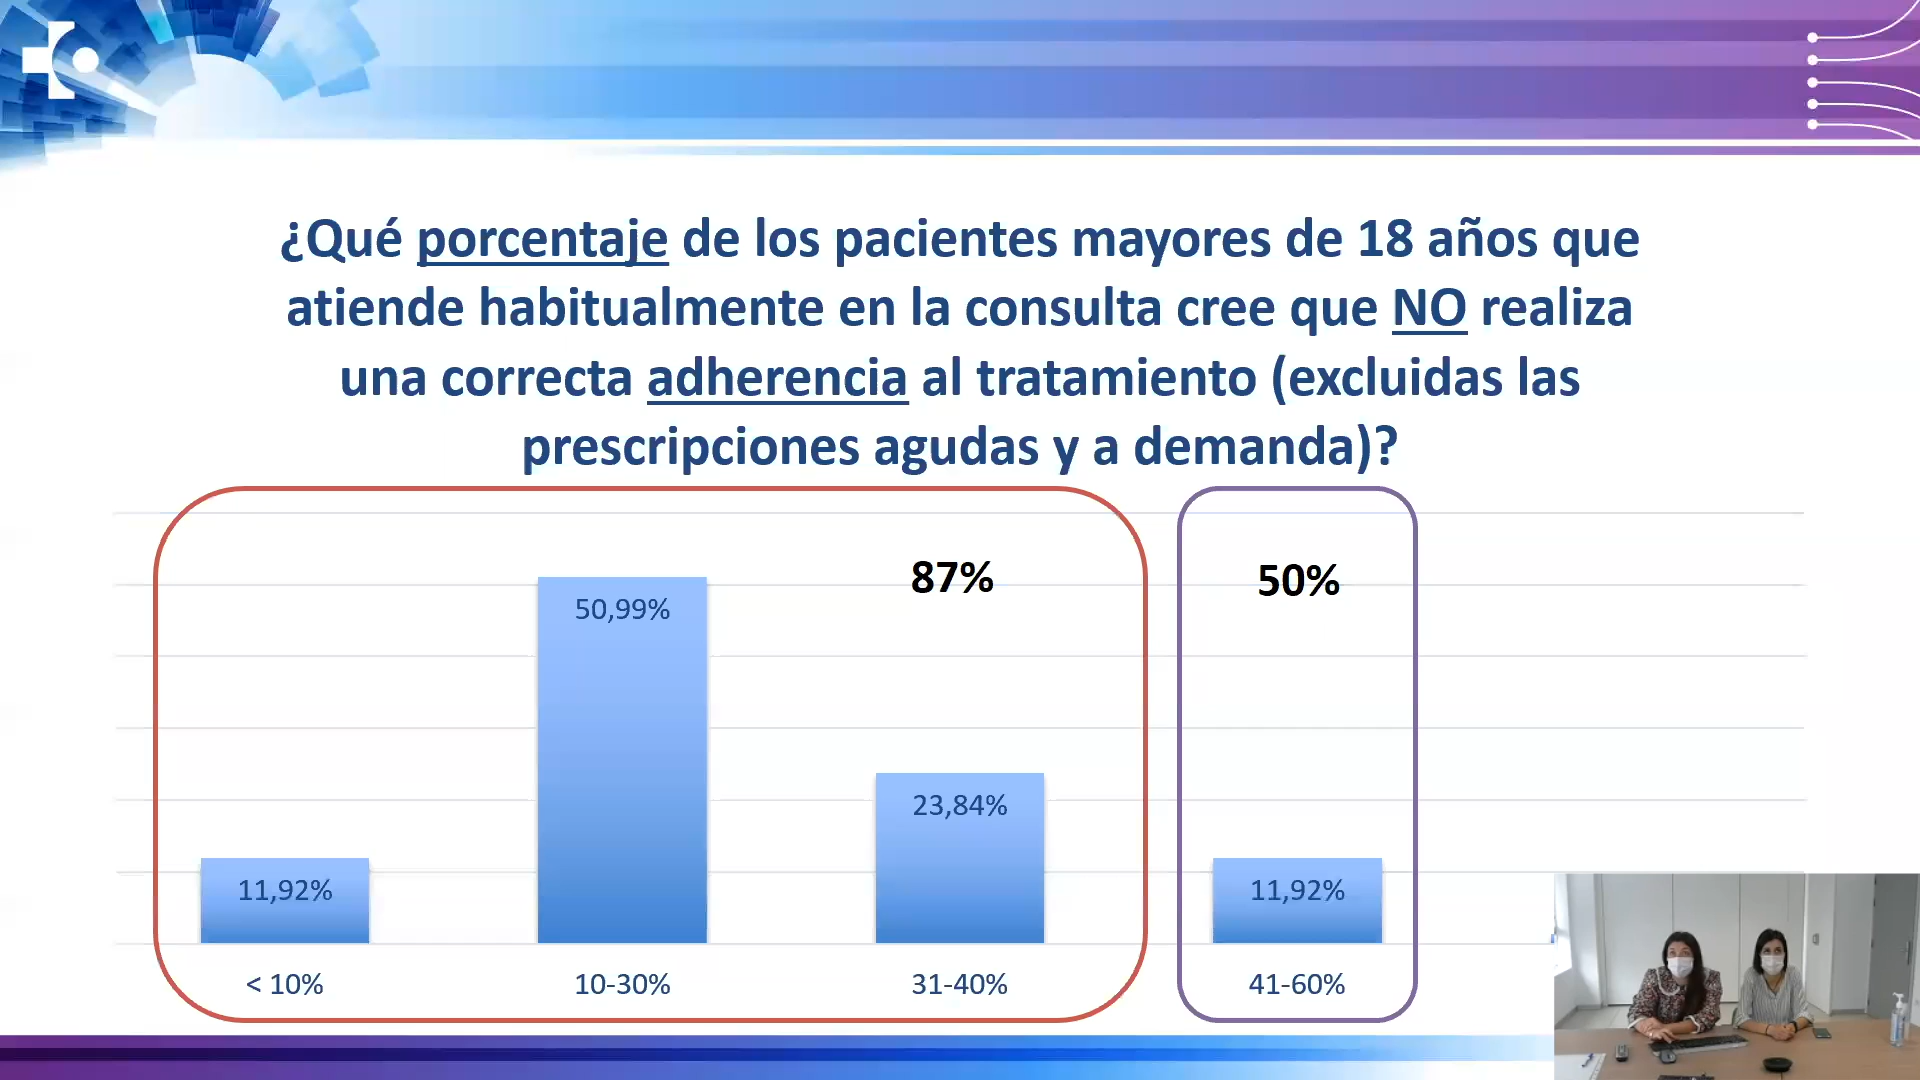 ¿Qué porcentaje de los pacientes mayores de 18 años que
atiende habitualmente en la consulta cree que NO realiza
una correcta adherencia al tratamiento (excluidas las
prescripciones agudas y a demanda)?
87%
50%
50,99%
23,84%
11,92%
11,92%
< 10%
10-30%
31-40%
41-60%